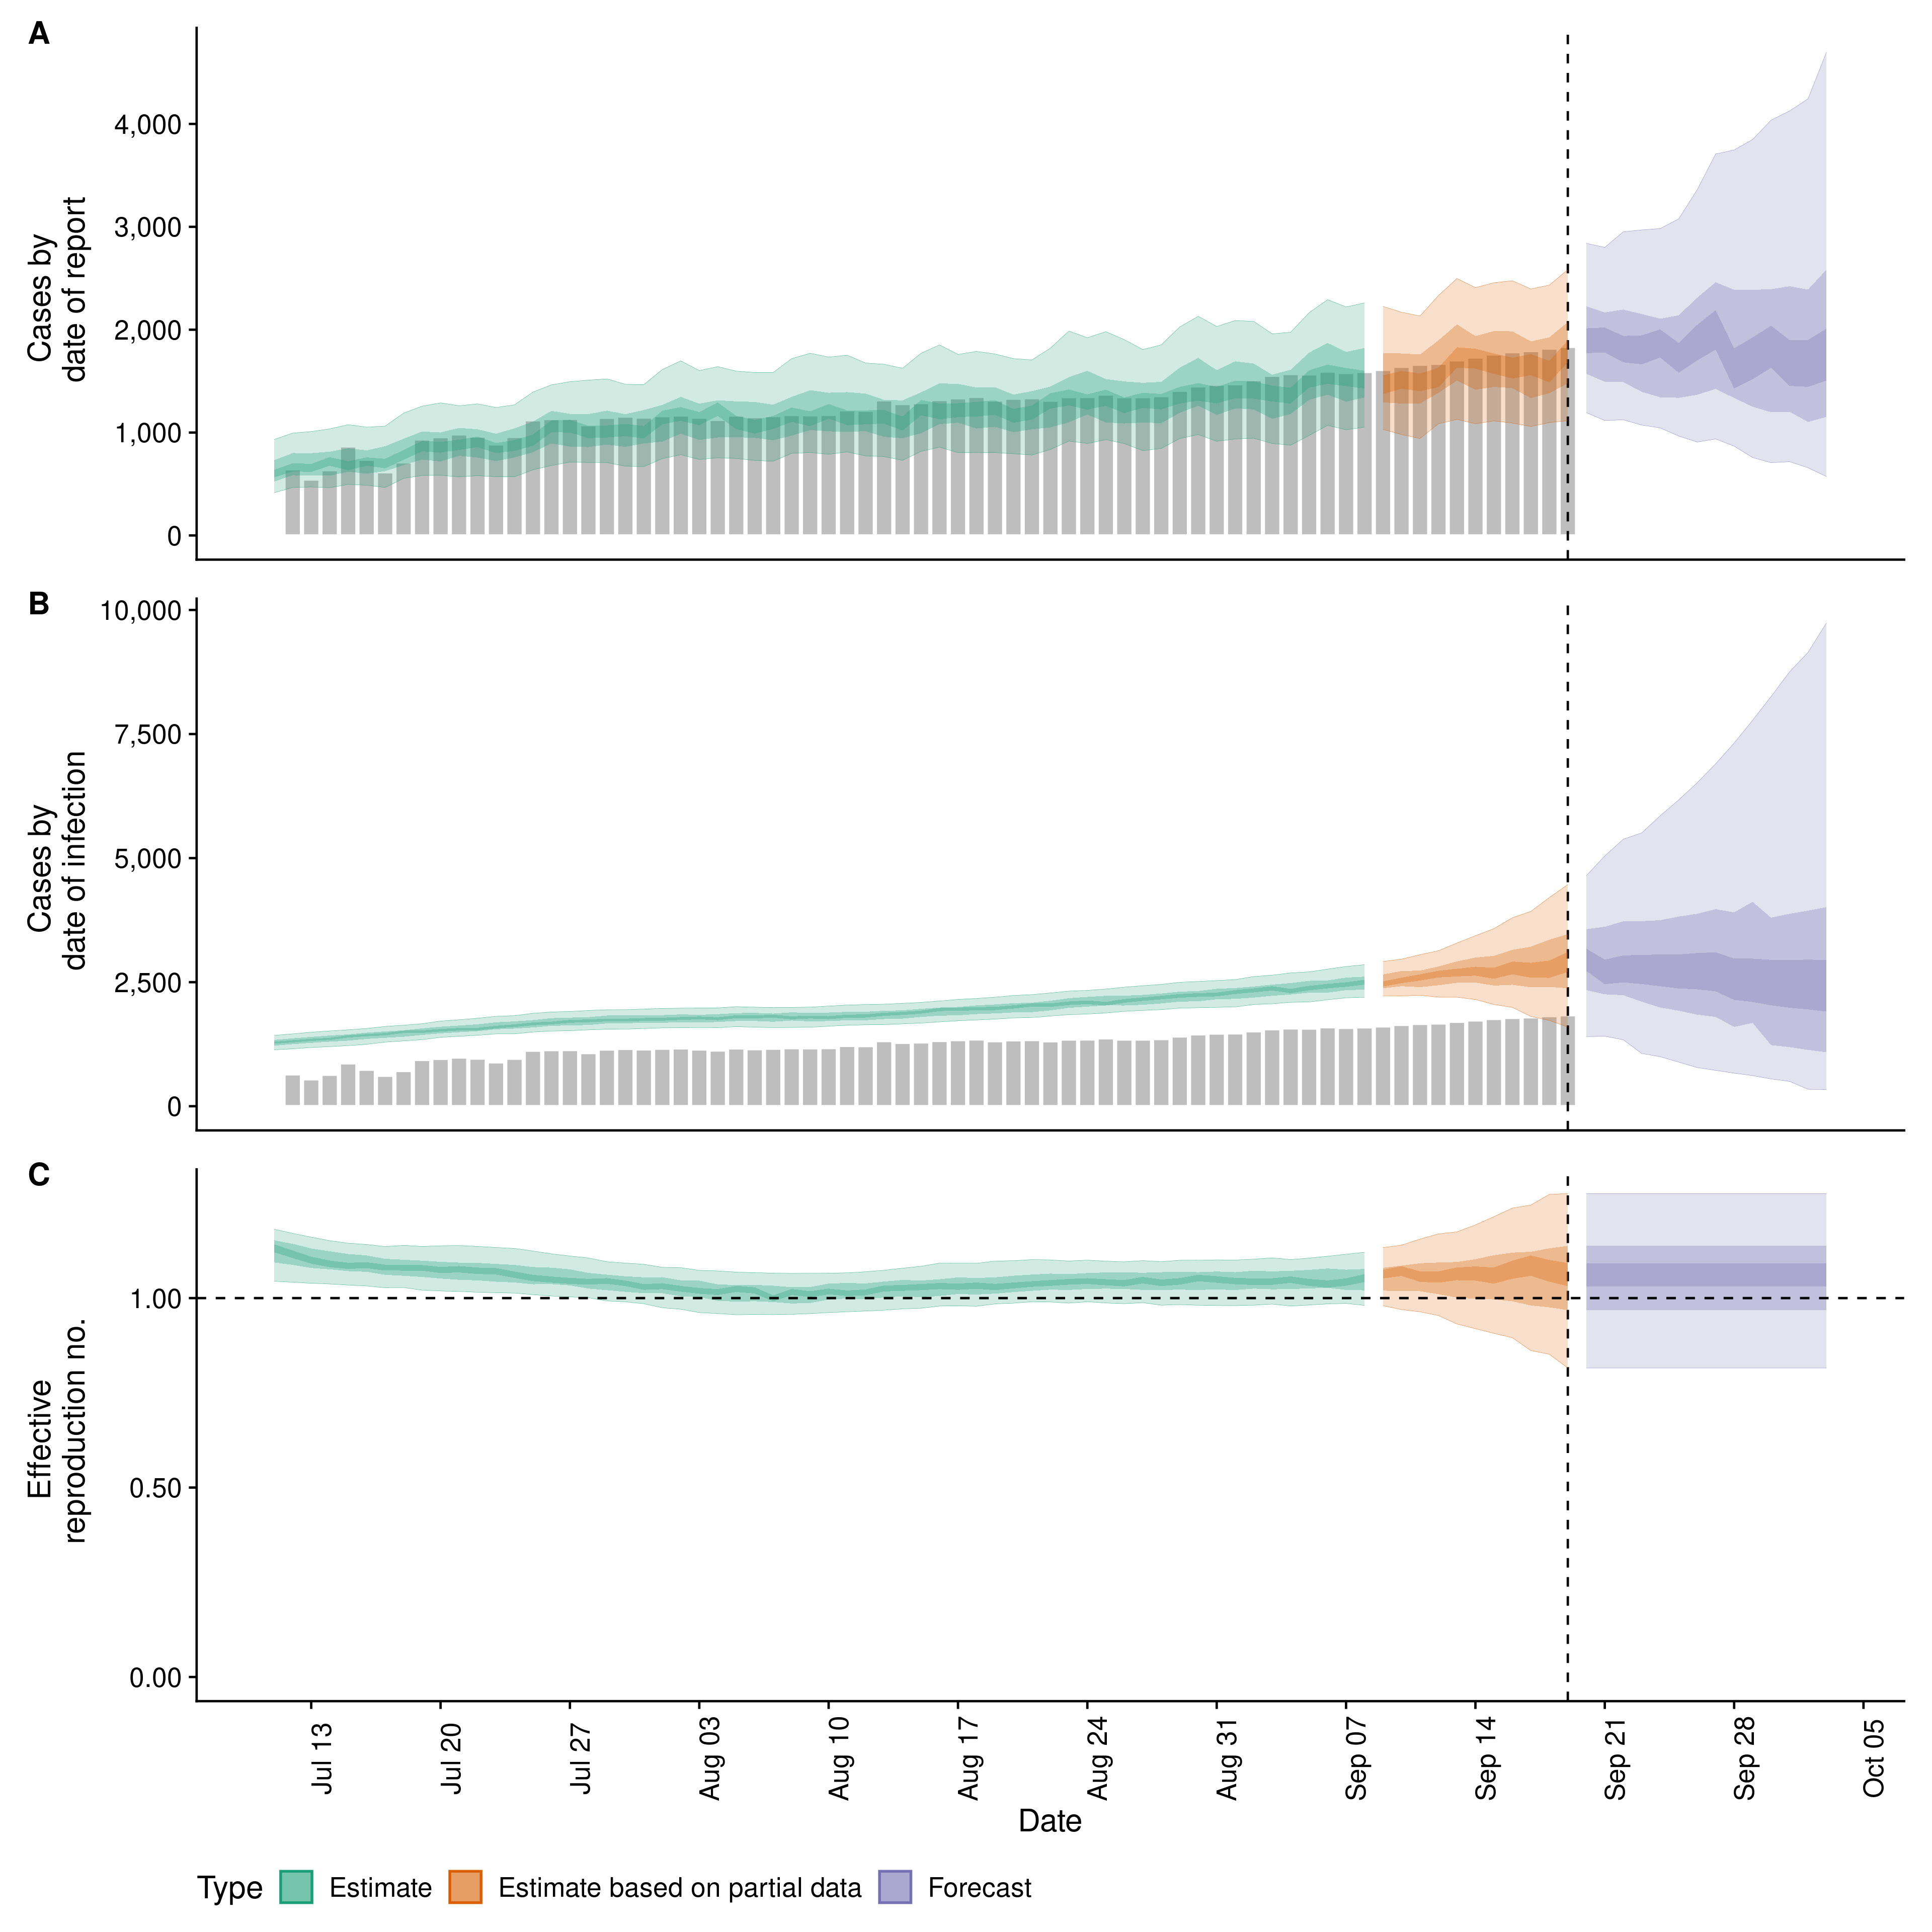 A
Cases by
date of report
4,000
3,000
2,000
1,000
0
B
Cases by
date of infection
10,000
7,500
5,000
2,500
0
C
Effective
reproduction no.
1.00
0.50
0.00
Jul 13
Jul 20
Jul 27
Aug 03
Aug 10
Aug 17
Aug 24
Aug 31
Sep 07
Sep 14
Sep 21
Sep 28
Oct 05
Date
Type Estimate Estimate based on partial data Forecast